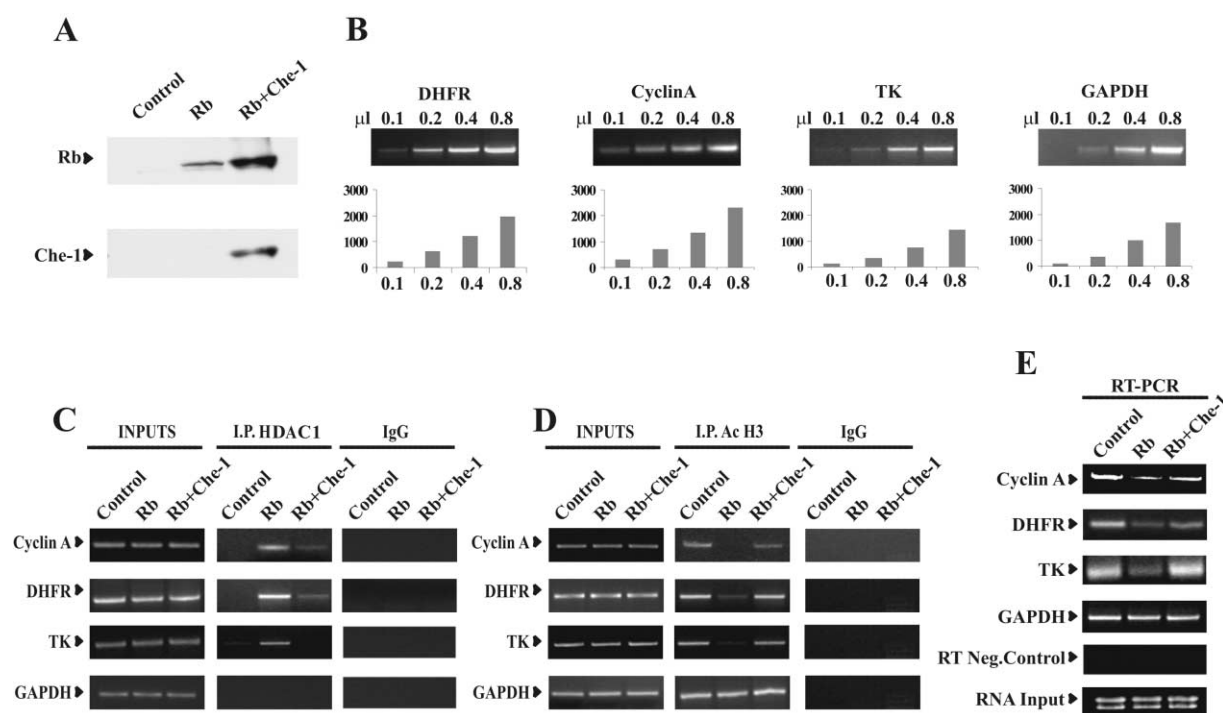 A
Control Rb Rb+Che-1
Rb
Che-1
B
DHFR CyclinA TK GAPDH
µl 0.1 0.2 0.4 0.8 µl 0.1 0.2 0.4 0.8 µl 0.1 0.2 0.4 0.8 µl 0.1 0.2 0.4 0.8
3000 3000 3000 3000
2000 2000 2000 2000
1000 1000 1000 1000
0 0 0 0
0.1 0.2 0.4 0.8 0.1 0.2 0.4 0.8 0.1 0.2 0.4 0.8 0.1 0.2 0.4 0.8
C
INPUTS I.P. HDAC1 IgG
Control Rb Rb+Che-1 Control Rb Rb+Che-1 Control Rb Rb+Che-1
Cyclin A
DHFR
TK
GAPDH
D
INPUTS I.P. Ac H3 IgG
Control Rb Rb+Che-1 Control Rb Rb+Che-1 Control Rb Rb+Che-1
Cyclin A
DHFR
TK
GAPDH
E
RT-PCR
Control Rb Rb+Che-1
Cyclin A
DHFR
TK
GAPDH
RT Neg.Control
RNA Input